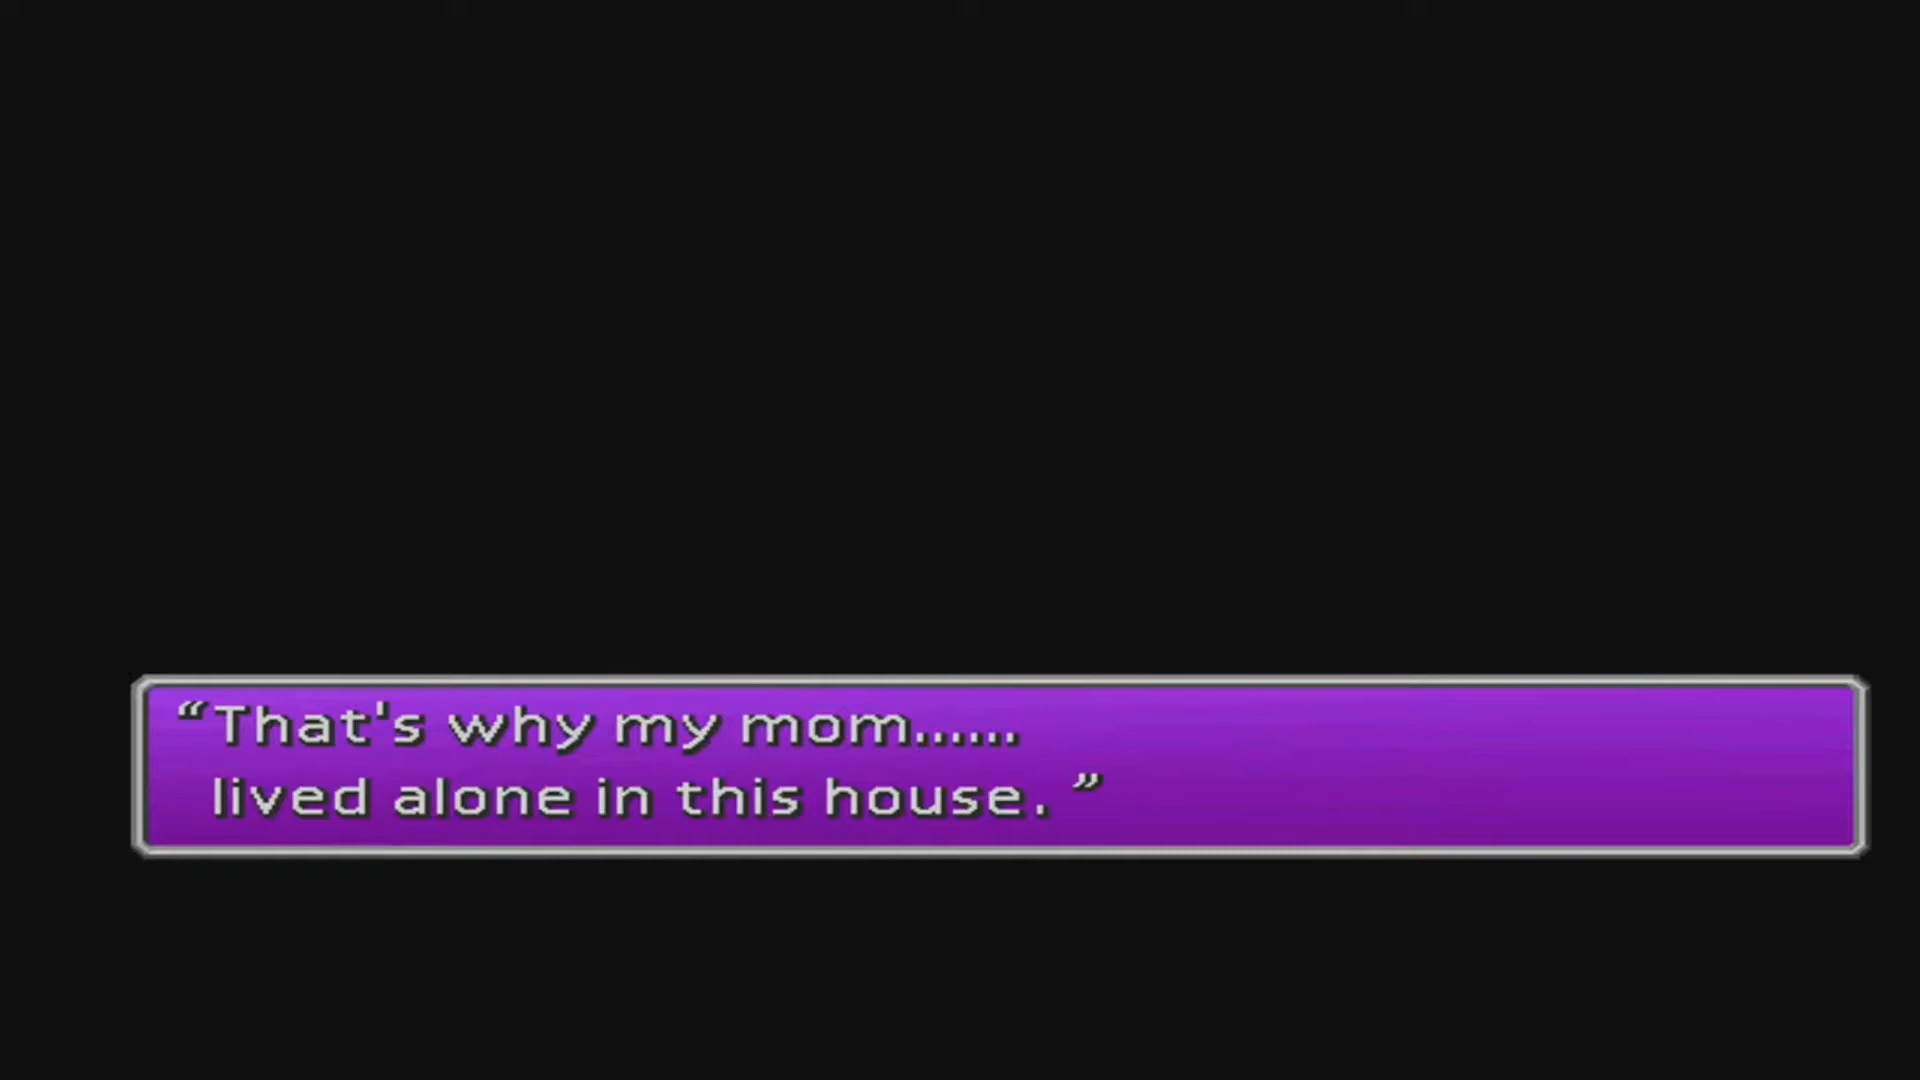 “That's why my mom......
lived alone in this house. ”